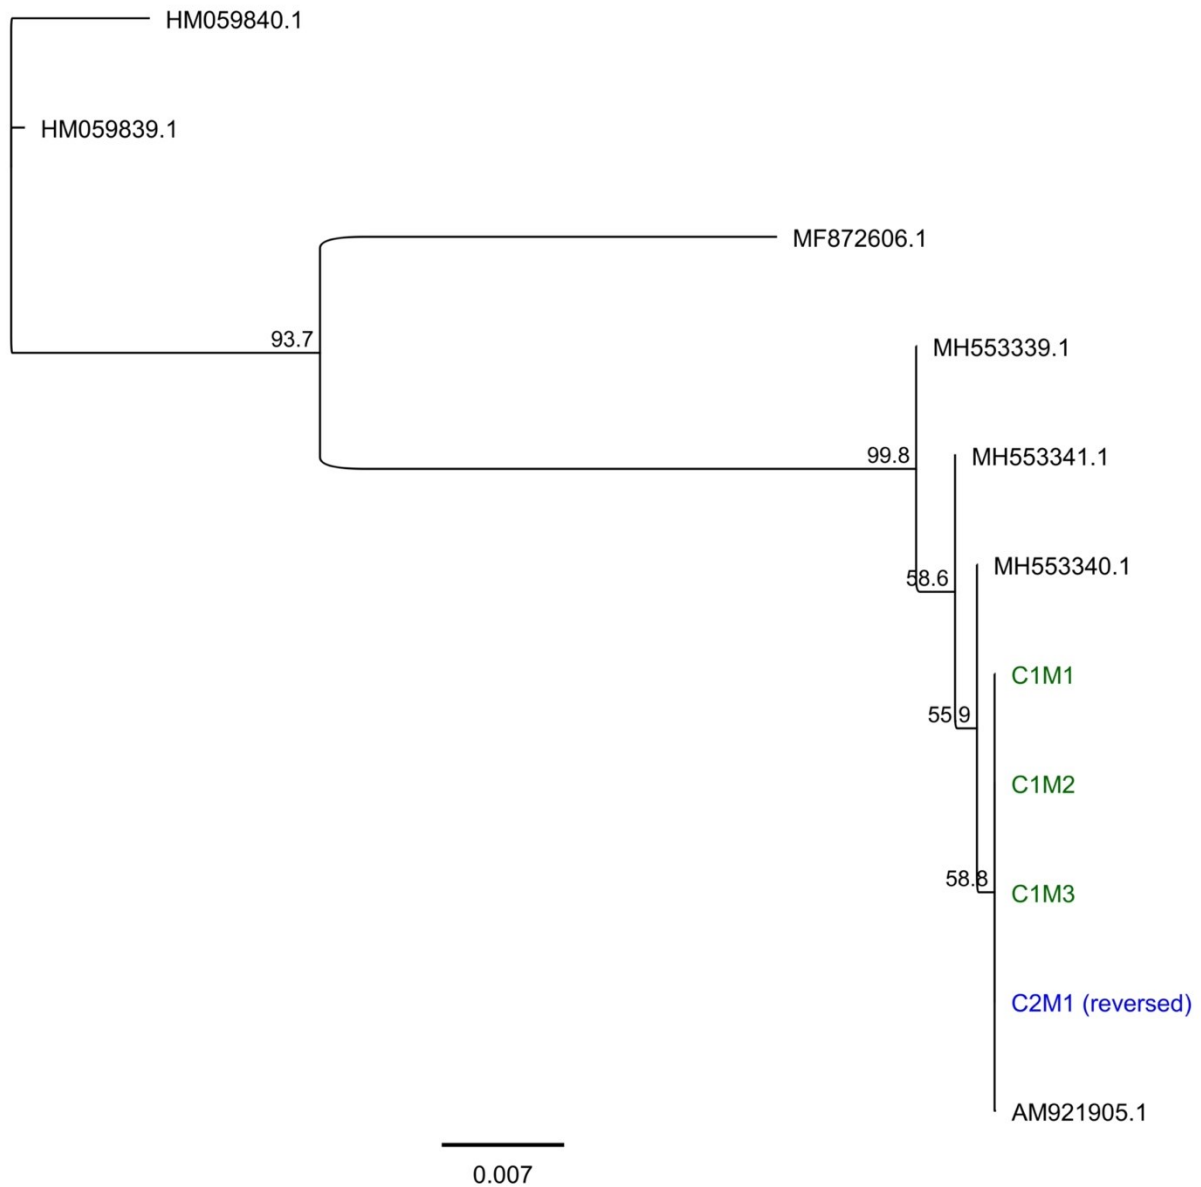 HM059840.1
HM059839.1
MF872606.1
93.7
MH553339.1
99.8
MH553341.1
58.6
MH553340.1
C1M1
55.9
C1M2
58.8
C1M3
C2M1 (reversed)
AM921905.1
0.007